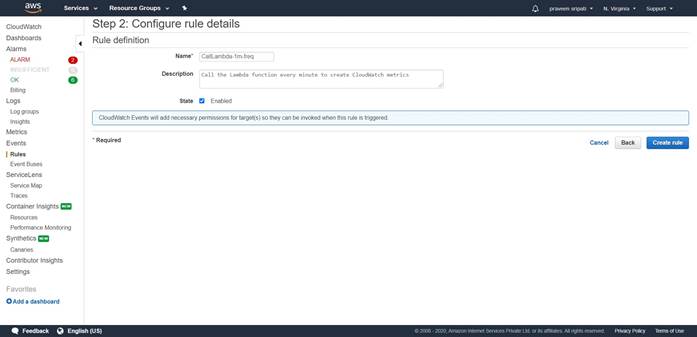 aws
Services
Resource Groups
praveen sripati
N. Virginia
Support
CloudWatch
Dashboards
Alarms
ALARM 2
INSUFFICIENT
OK 6
Billing
Logs
Log groups
Insights
Metrics
Events
Rules
Event Buses
ServiceLens
Service Map
Traces
Container Insights NEW
Resources
Performance Monitoring
Synthetics NEW
Canaries
Contributor Insights
Settings
Favorites
Add a dashboard
Step 2: Configure rule details
Rule definition
Name*
CallLambda-1m-freq
Description
Call the Lambda function every minute to create CloudWatch metrics
State
Enabled
CloudWatch Events will add necessary permissions for target(s) so they can be invoked when this rule is triggered.
* Required
Cancel
Back
Create rule
Feedback
English (US)
© 2008 - 2020, Amazon Internet Services Private Ltd. or its affiliates. All rights reserved.
Privacy Policy
Terms of Use